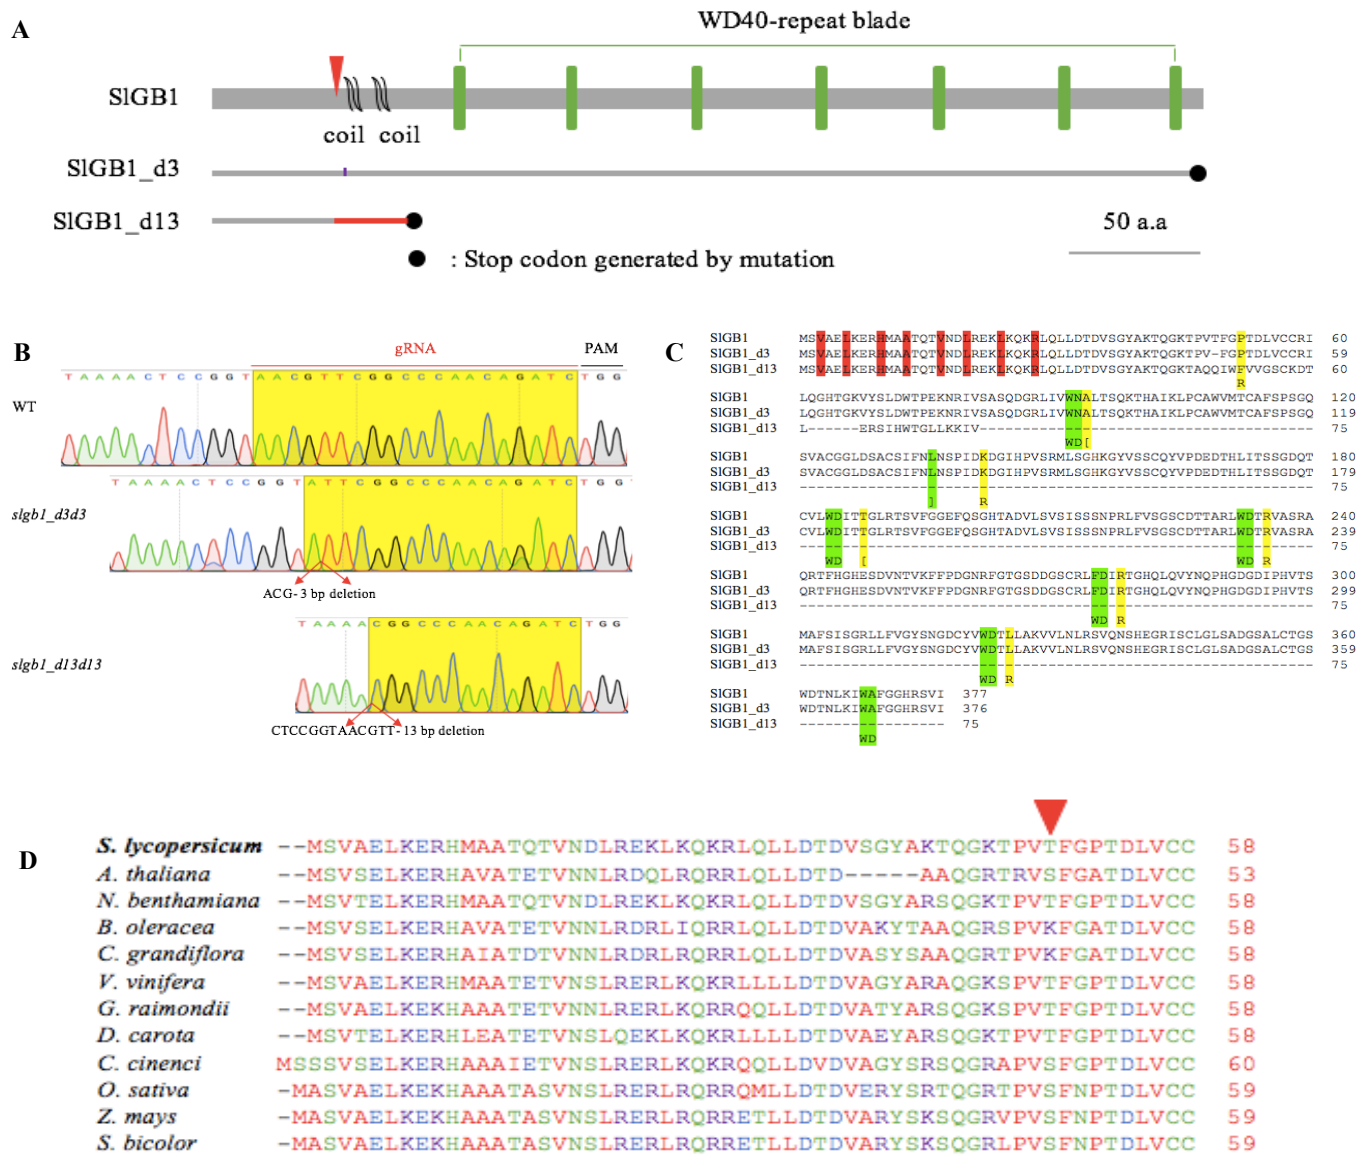 A
WD40-repeat blade
SlGB1
coil coil
SlGB1_d3
SlGB1_d13
50 a.a
: Stop codon generated by mutation
B
gRNA
PAM
T A A A A C T C C G G T A A C G T T C G G C C C A A C A G A T C T G G
WT
T A A A A C T C C G G T A T T C G G C C C A A C A G A T C T G G
slgb1_d3d3
ACG- 3 bp deletion
T A A A A C G G C C C A A C A G A T C T G G
slgb1_d13d13
CTCCGGTAACGTT- 13 bp deletion
C
SlGB1 MSVAELKERHMAATQTVNDLREKLKQKRLQLLDTDVSGYAKTQGKTPVTFGPTDLVCCRI 60
SlGB1_d3 MSVAELKERHMAATQTVNDLREKLKQKRLQLLDTDVSGYAKTQGKTPV-FGPTDLVCCRI 59
SlGB1_d13 MSVAELKERHMAATQTVNDLREKLKQKRLQLLDTDVSGYAKTQGKTAQQIWFVVGSCKDT 60
R
SlGB1 LQGHTGKVYSLDWTPEKNRIVSASQDGRLIVWNALTSQKTHAIKLPCAWVMTCAFSPSGQ 120
SlGB1_d3 LQGHTGKVYSLDWTPEKNRIVSASQDGRLIVWNALTSQKTHAIKLPCAWVMTCAFSPSGQ 119
SlGB1_d13 L------ERSIHWTGLLKKIV--------------------------------------- 75
WD[
SlGB1 SVACGGLDSACSIFNLNSPIDKDGIHPVSRMLSGHKGYVSSCQYVPDEDTHLITSSGDQT 180
SlGB1_d3 SVACGGLDSACSIFNLNSPIDKDGIHPVSRMLSGHKGYVSSCQYVPDEDTHLITSSGDQT 179
SlGB1_d13 ------------------------------------------------------------ 75
] R
SlGB1 CVLWDITTGLRTSVFGGEFQSGHTADVLSVSISSSNPRLFVSGSCDTTARLWDTRVASRA 240
SlGB1_d3 CVLWDITTGLRTSVFGGEFQSGHTADVLSVSISSSNPRLFVSGSCDTTARLWDTRVASRA 239
SlGB1_d13 ------------------------------------------------------------ 75
WD [ WD R
SlGB1 QRTFHGHESDVNTVKFFPDGNRFGTGSDDGSCRLFDIRTGHQLQVYNQPHGDGDIPHVTS 300
SlGB1_d3 QRTFHGHESDVNTVKFFPDGNRFGTGSDDGSCRLFDIRTGHQLQVYNQPHGDGDIPHVTS 299
SlGB1_d13 ------------------------------------------------------------ 75
WD R
SlGB1 MAFSISGRLLFVGYSNGDCYVWDTLLAKVVLNLRSVQNSHEGRISCLGLSADGSALCTGS 360
SlGB1_d3 MAFSISGRLLFVGYSNGDCYVWDTLLAKVVLNLRSVQNSHEGRISCLGLSADGSALCTGS 359
SlGB1_d13 ------------------------------------------------------------ 75
WD R
SlGB1 WDTNLKIWAFGGHRSVI 377
SlGB1_d3 WDTNLKIWAFGGHRSVI 376
SlGB1_d13 ----------------- 75
WD
D
S. lycopersicum --MSVAELKERHMAATQTVNDLREKLKQKRLQLLDTDVSGYAKTQGKTPVTFGPTDLVCC 58
A. thaliana --MSVSELKERHAVATETVNNLRDQLRQRRLQLLDTD-----AAQGRTRVSFGATDLVCC 53
N. benthamiana --MSVTELKERHMAATQTVNDLREKLKQKRLQLLDTDVSGYARSQGKTPVTFGPTDLVCC 58
B. oleracea --MSVSELKERHAVATETVNNLRDRLIQRRLQLLDTDVAKYTAAQGRSPVKFGATDLVCC 58
C. grandiflora --MSVSELKERHAIATDTVNNLRDRLRQRRLQLLDTDVASYSAAQGRTPVKFGATDLVCC 58
V. vinifera --MSVAELKERHMAATETVNNLRERLKQKRLLLLDTDVAGYARAQGKSPVTFGPTDLVCC 58
G. raimondii --MSVAELKEKHMAATETVNSLRERLKQRRQQLLDTDVATYARSQGKTPVTFGPTDLVCC 58
D. carota --MSVTELKERHLEATETVNSLQEKLKQKRLLLLDTDVAEYARSQGKSPVTFGPTDLVCC 58
C. cinenci MSSSVSELKERHAAAIETVNSLRERLKQKRQQLLDVDVAGYSRSQGRAPVSFGPTDLVCC 60
O. sativa -MASVAELKEKHAAATASVNSLRERLRQRRQMLLDTDVERYSRTQGRTPVSFNPTDLVCC 59
Z. mays -MASVAELKEKHAAATASVNSLRERLRQRRETLLDTDVARYSKSQGRVPVSFNPTDLVCC 59
S. bicolor -MASVAELKEKHAAATASVNSLRERLRQRRETLLDTDVARYSKSQGRLPVSFNPTDLVCC 59